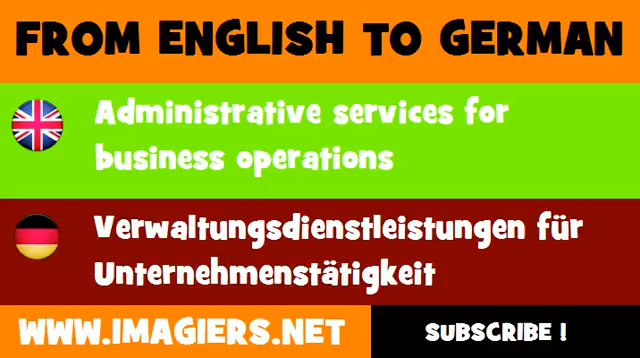 FROM ENGLISH TO GERMAN
Administrative services for
business operations
Verwaltungsdienstleistungen für
Unternehmenstätigkeit
WWW.IMAGIERS.NET
SUBSCRIBE !